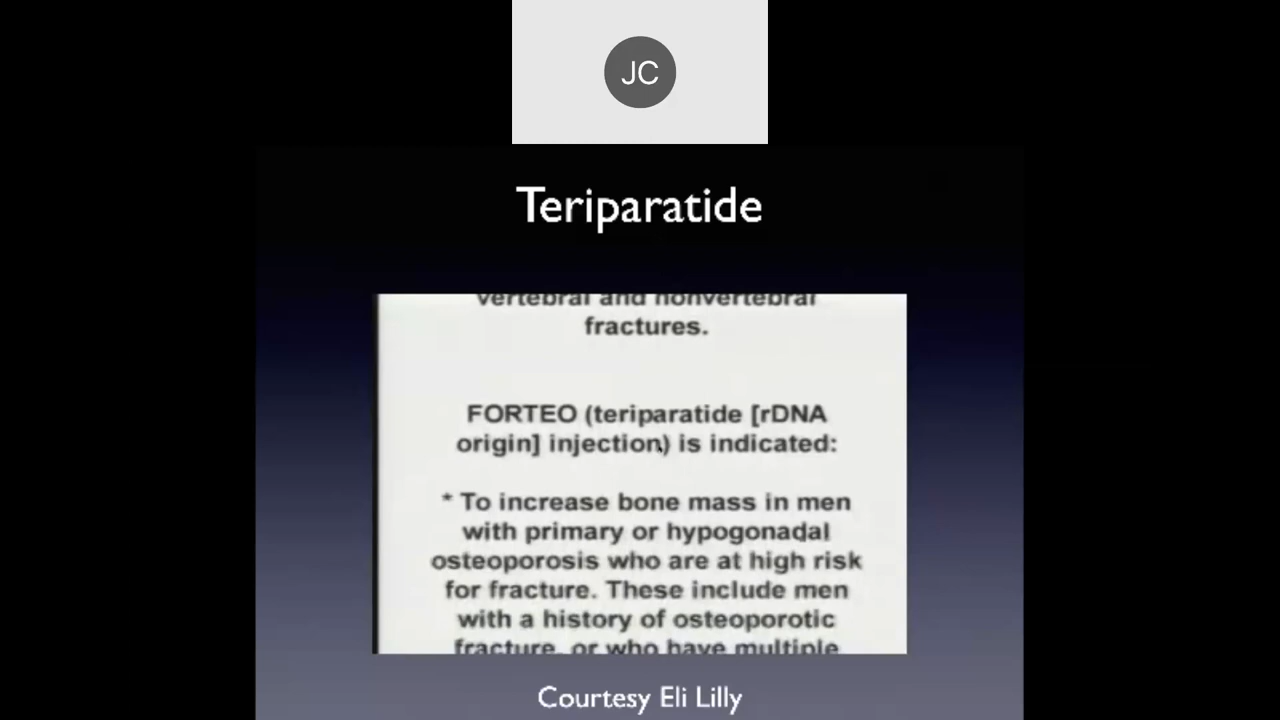 JC
Teriparatide
vertebral and nonvertebral
fractures.
FORTEO (teriparatide [rDNA
origin] injection) is indicated:
* To increase bone mass in men
with primary or hypogonadal
osteoporosis who are at high risk
for fracture. These include men
with a history of osteoporotic
fracture, or who have multiple
Courtesy Eli Lilly